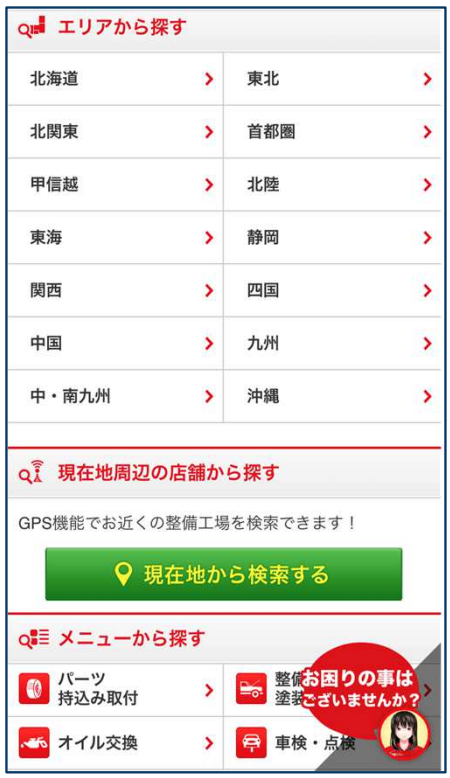 エリアから探す
北海道
東北
北関東
首都圏
甲信越
北陸
東海
静岡
関西
四国
中国
九州
中・南九州
沖縄
現在地周辺の店舗から探す
GPS機能でお近くの整備工場を検索できます！
現在地から検索する
メニューから探す
パーツ
持込み取付
整備
塗装
お困りの事は
ございませんか？
オイル交換
車検・点検